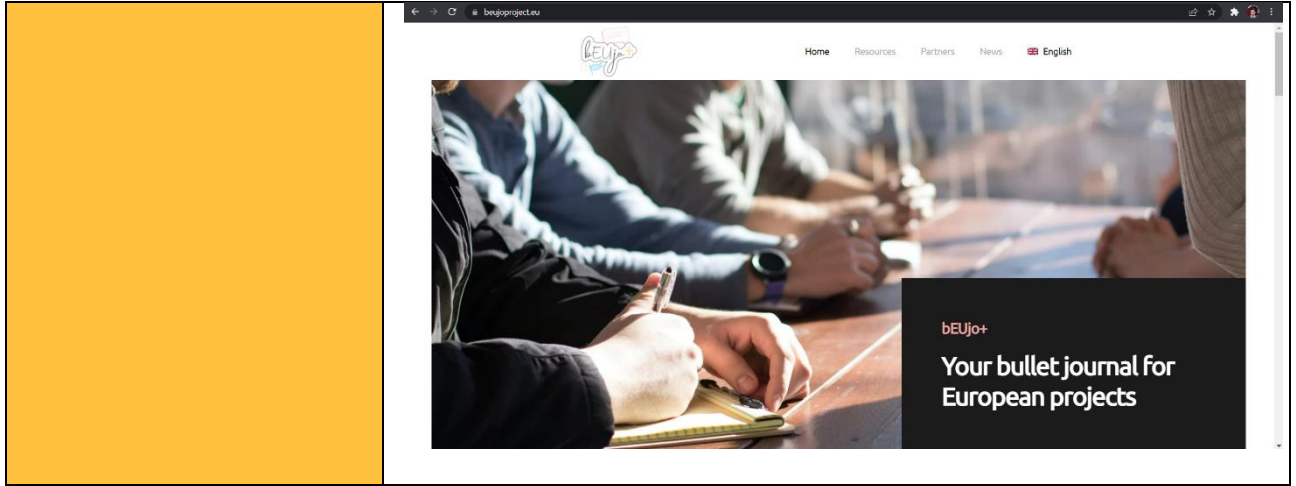 beujoproject.eu
bEUjo+
Home Resources Partners News English
bEUjo+
Your bullet journal for
European projects